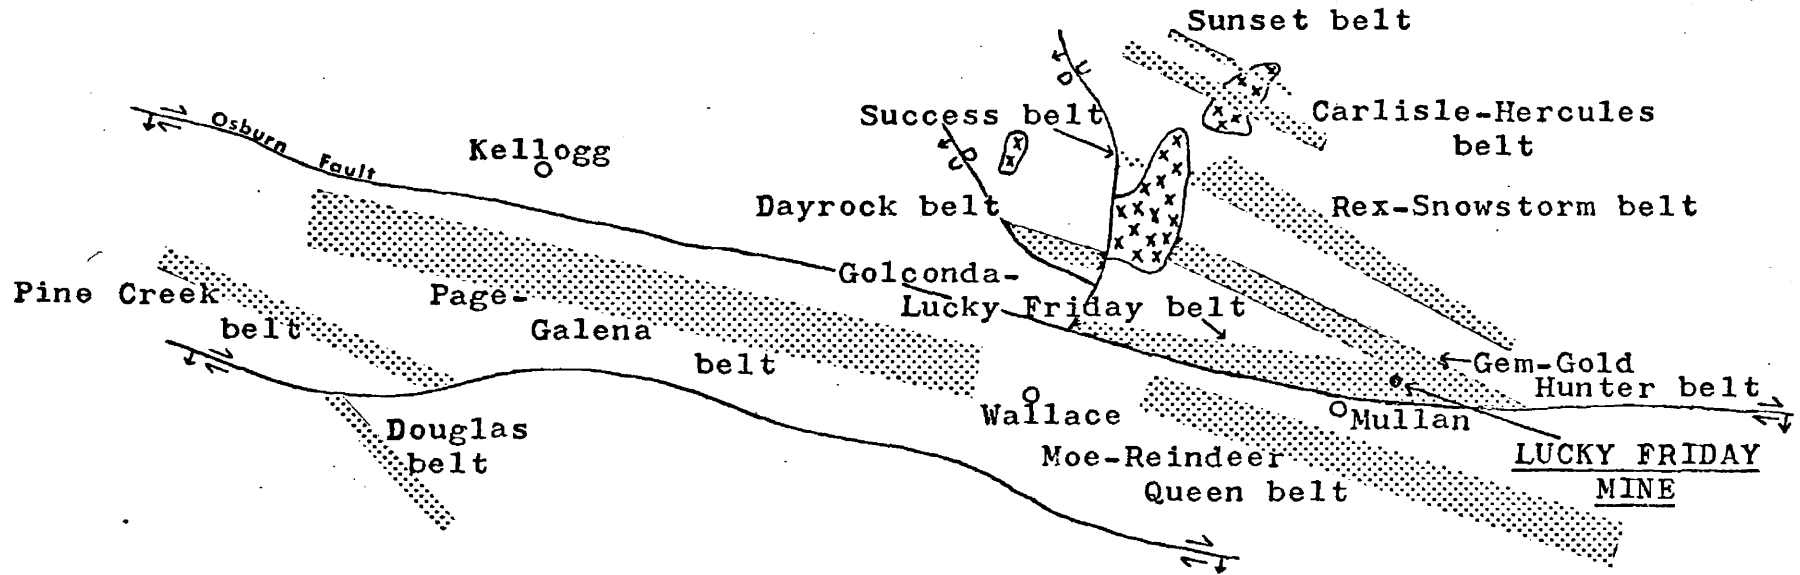 Sunset belt
U
D
Success belt
Carlisle-Hercules
belt
Osburn Fault
Kellogg
D
U
Dayrock belt
Rex-Snowstorm belt
Golconda-
Lucky Friday belt
Pine Creek
belt
Page-
Galena
belt
Gem-Gold
Hunter belt
Wallace
Mullan
Douglas
belt
Moe-Reindeer
Queen belt
LUCKY FRIDAY
MINE